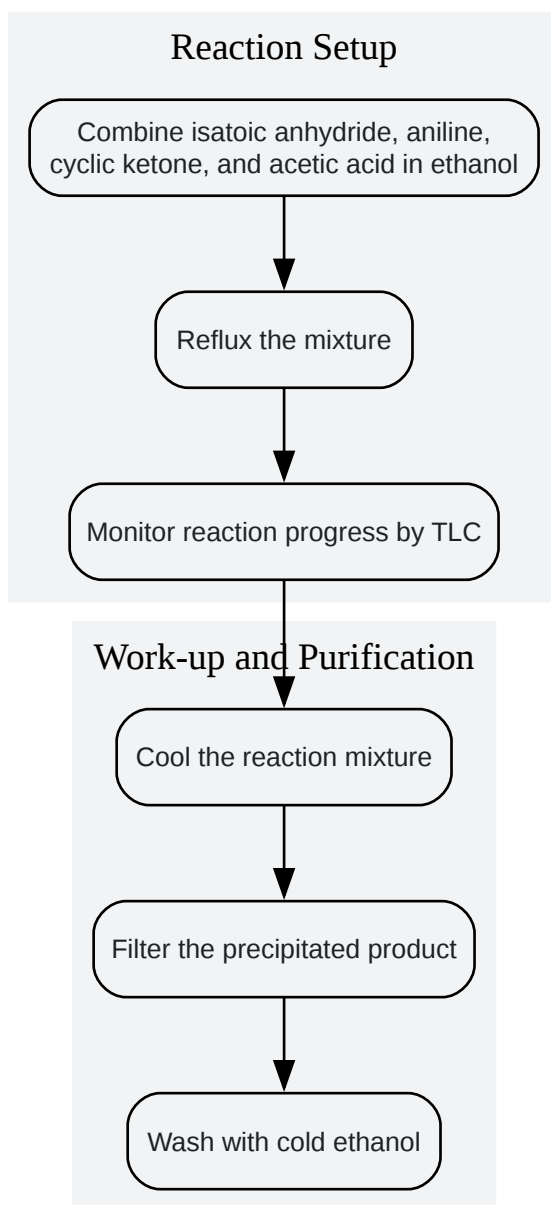 Reaction Setup
Combine isatoic anhydride, aniline,
cyclic ketone, and acetic acid in ethanol
Reflux the mixture
Monitor reaction progress by TLC
Work-up and Purification
Cool the reaction mixture
Filter the precipitated product
Wash with cold ethanol